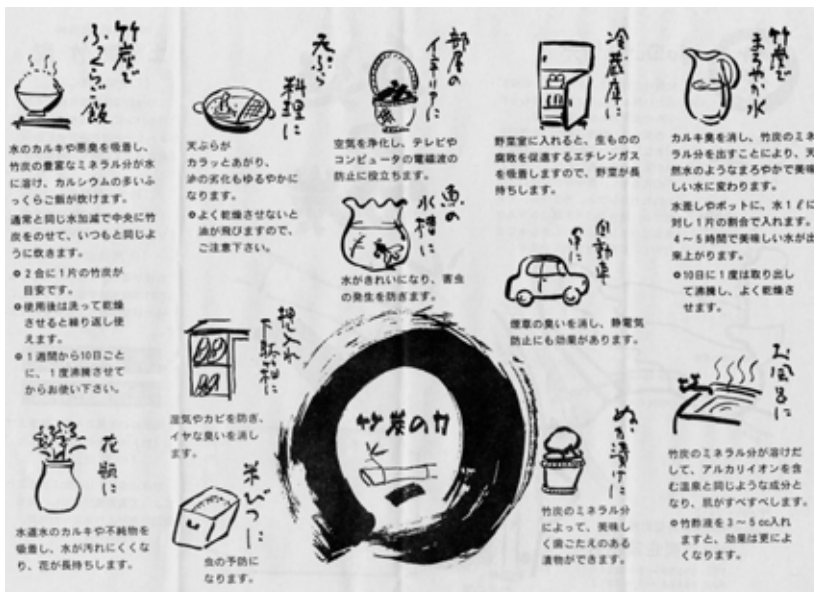 竹炭で
まろやか水
カルキ臭を消し、竹炭のミネ
ラル分を出すことにより、天
然水のようなまろやかで美味
しい水に変わります。
水差しやポットに、水1ℓに
対し1片の割合で入れます。
4～5時間で美味しい水が出
来上がります。
●10日に1度は取り出し
て沸騰し、よく乾燥さ
せます。
冷蔵庫に
野菜室に入れると、生ものの
腐敗を促進するエチレンガス
を吸着しますので、野菜が長
持ちします。
部屋の
インテリアに
空気を浄化し、テレビや
コンピュータの電磁波の
防止に役立ちます。
天ぷら
料理に
天ぷらが
カラッとあがり、
油の劣化もゆるやかに
なります。
●よく乾燥させないと
油が飛びますので、
ご注意下さい。
竹炭で
ふっくらご飯
水のカルキや悪臭を吸着し、
竹炭の豊富なミネラル分が水
に溶け、カルシウムの多いふ
っくらご飯が炊けます。
通常と同じ水加減で中央に竹
炭をのせて、いつもと同じよ
うに炊きます。
●2合に1片の竹炭が
目安です。
●使用後は洗って乾燥
させると繰り返し使
えます。
●1週間から10日ごと
に、1度沸騰させて
からお使い下さい。
自動車
の中に
煙草の臭いを消し、静電気
防止にも効果があります。
魚の
水槽に
水がきれいになり、害虫
の発生を防ぎます。
押入れ
下駄箱に
湿気やカビを防ぎ、
イヤな臭いを消し
ます。
竹炭の力
お風呂に
竹炭のミネラル分が溶けだ
して、アルカリイオンを含
む温泉と同じような成分と
なり、肌がすべすべします。
●竹酢液を3～5cc入れ
ますと、効果は更によ
くなります。
ぬか漬けに
竹炭のミネラル分
によって、美味し
く歯ごたえのある
漬物ができます。
米びつに
虫の予防に
なります。
花瓶に
水道水のカルキや不純物を
吸着し、水が汚れにくくな
り、花が長持ちします。